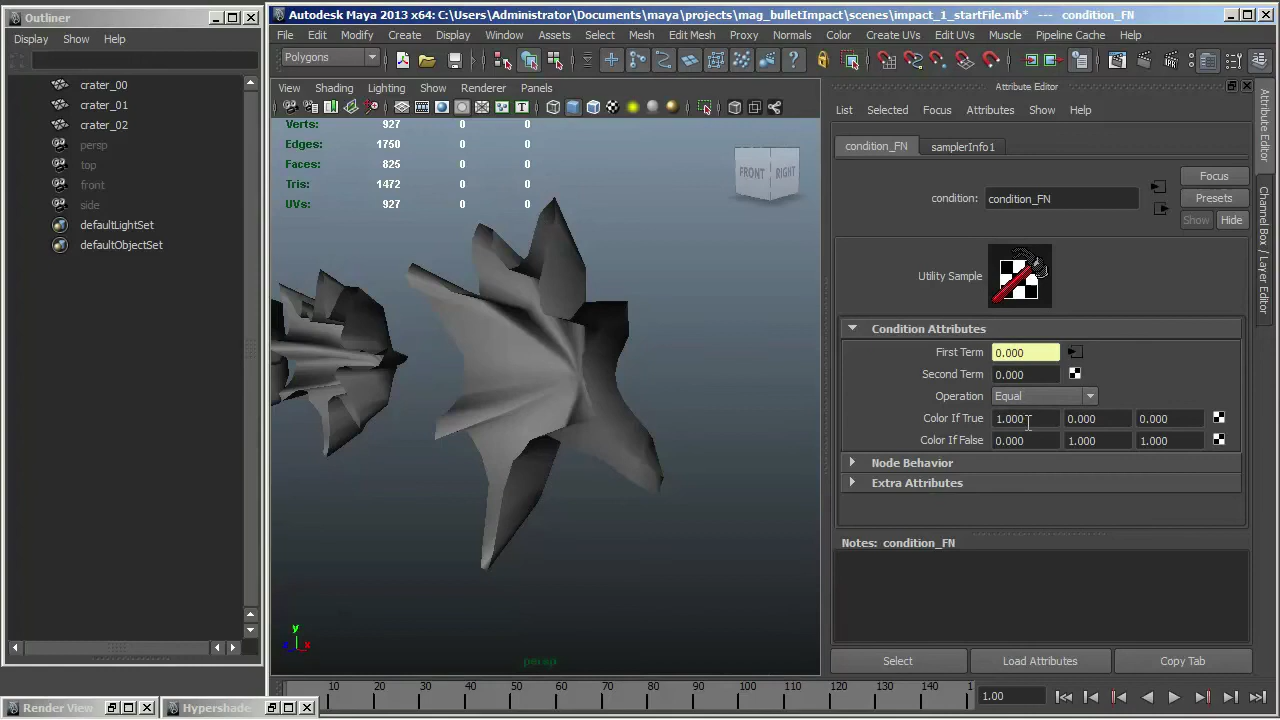 Outliner
Display Show Help
crater_00
crater_01
crater_02
persp
top
front
side
defaultLightSet
defaultObjectSet
Autodesk Maya 2013 x64: C:\Users\Administrator\Documents\maya\projects\mag_bulletImpact\scenes\impact_1_startFile.mb* --- condition_FN
File Edit Modify Create Display Window Assets Select Mesh Edit Mesh Proxy Normals Color Create UVs Edit UVs Muscle Pipeline Cache Help
Polygons
View Shading Lighting Show Renderer Panels
Verts: 927 0 0
Edges: 1750 0 0
Faces: 825 0 0
Tris: 1472 0 0
UVs: 927 0 0
FRONT RIGHT
y
z x
persp
Attribute Editor
List Selected Focus Attributes Show Help
condition_FN samplerInfo1
Focus
condition: condition_FN
Presets
Show Hide
Utility Sample
Condition Attributes
First Term 0.000
Second Term 0.000
Operation Equal
Color If True 1.000 0.000 0.000
Color If False 0.000 1.000 1.000
Node Behavior
Extra Attributes
Notes: condition_FN
Select Load Attributes Copy Tab
Attribute Editor
Channel Box / Layer Editor
10 20 30 40 50 60 70 80 90 100 110 120 130 140 1
1.00
Render View
Hypershade